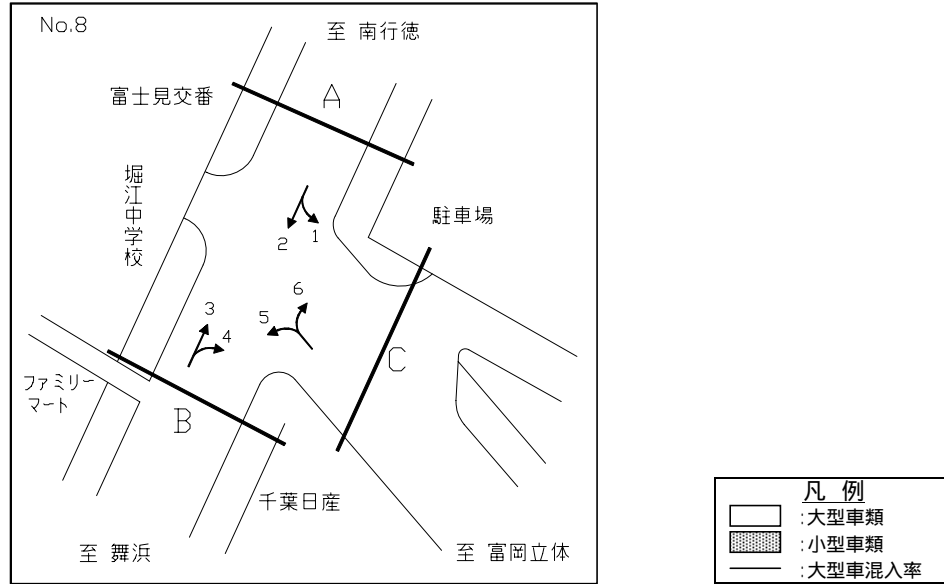 No.8
至 南行徳
富士見交番
A
堀江中学校
駐車場
1
2
6
3
5
4
C
ファミリー
マート
B
千葉日産
至 舞浜
至 富岡立体
凡 例
:大型車類
:小型車類
:大型車混入率